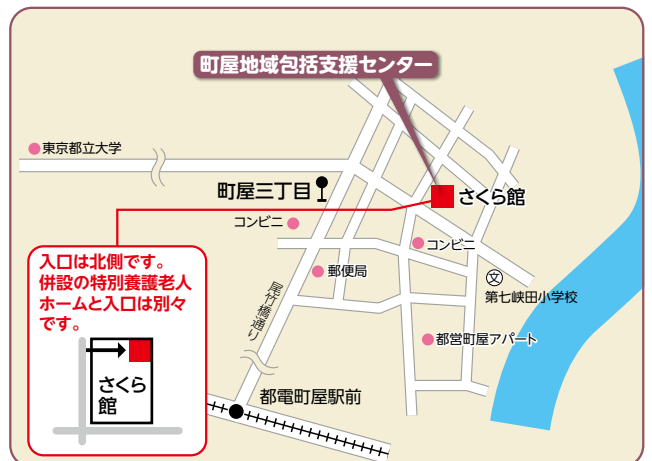 町屋地域包括支援センター
東京都立大学
町屋三丁目
さくら館
コンビニ
コンビニ
入口は北側です。
併設の特別養護老人
ホームと入口は別々
です。
郵便局
文
第七峡田小学校
尾竹橋通り
都営町屋アパート
さくら
館
都電町屋駅前